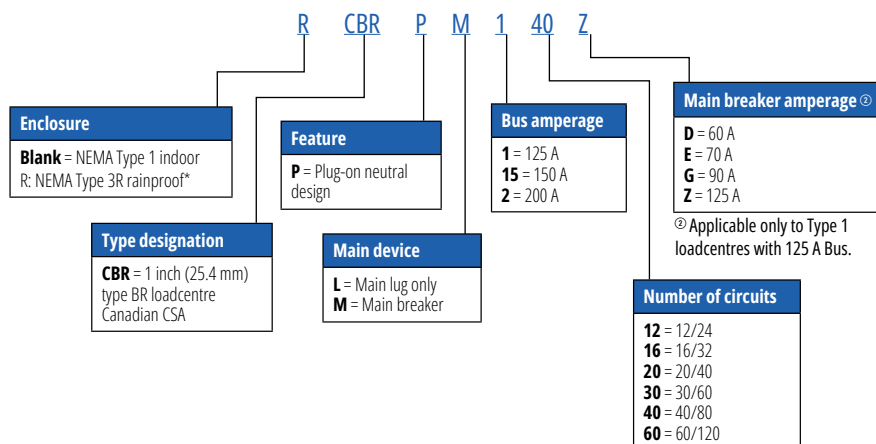 R CBR P M 1 40 Z
Enclosure
Blank = NEMA Type 1 indoor
R: NEMA Type 3R rainproof*
Type designation
CBR = 1 inch (25.4 mm)
type BR loadcentre
Canadian CSA
Feature
P = Plug-on neutral
design
Main device
L = Main lug only
M = Main breaker
Bus amperage
1 = 125 A
15 = 150 A
2 = 200 A
Number of circuits
12 = 12/24
16 = 16/32
20 = 20/40
30 = 30/60
40 = 40/80
60 = 60/120
Main breaker amperage ②
D = 60 A
E = 70 A
G = 90 A
Z = 125 A
② Applicable only to Type 1
loadcentres with 125 A Bus.